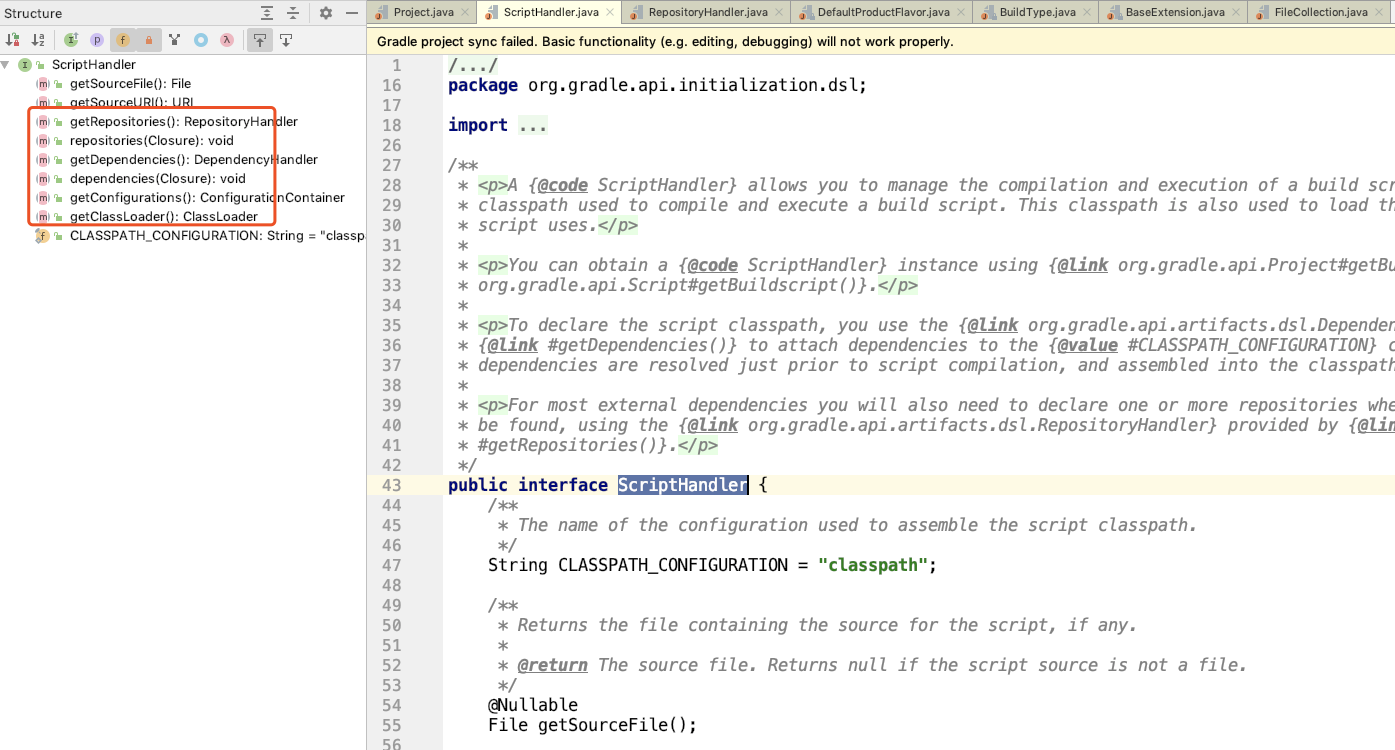 Structure
Project.java
ScriptHandler.java
RepositoryHandler.java
DefaultProductFlavor.java
BuildType.java
BaseExtension.java
FileCollection.java
Gradle project sync failed. Basic functionality (e.g. editing, debugging) will not work properly.
ScriptHandler
getSourceFile(): File
getSourceURI(): URI
getRepositories(): RepositoryHandler
repositories(Closure): void
getDependencies(): DependencyHandler
dependencies(Closure): void
getConfigurations(): ConfigurationContainer
getClassLoader(): ClassLoader
CLASSPATH_CONFIGURATION: String = "classp
1 /.../
16 package org.gradle.api.initialization.dsl;
17
18 import ...
26
27 /**
28 * <p>A {@code ScriptHandler} allows you to manage the compilation and execution of a build scr
29 * classpath used to compile and execute a build script. This classpath is also used to load th
30 * script uses.</p>
31 *
32 * <p>You can obtain a {@code ScriptHandler} instance using {@link org.gradle.api.Project#getBu
33 * org.gradle.api.Script#getBuildscript()}.</p>
34 *
35 * <p>To declare the script classpath, you use the {@link org.gradle.api.artifacts.dsl.Dependen
36 * {@link #getDependencies()} to attach dependencies to the {@value #CLASSPATH_CONFIGURATION} c
37 * dependencies are resolved just prior to script compilation, and assembled into the classpath
38 *
39 * <p>For most external dependencies you will also need to declare one or more repositories whe
40 * be found, using the {@link org.gradle.api.artifacts.dsl.RepositoryHandler} provided by {@lin
41 * #getRepositories()}.</p>
42 */
43 public interface ScriptHandler {
44 /**
45 * The name of the configuration used to assemble the script classpath.
46 */
47 String CLASSPATH_CONFIGURATION = "classpath";
48
49 /**
50 * Returns the file containing the source for the script, if any.
51 *
52 * @return The source file. Returns null if the script source is not a file.
53 */
54 @Nullable
55 File getSourceFile();
56